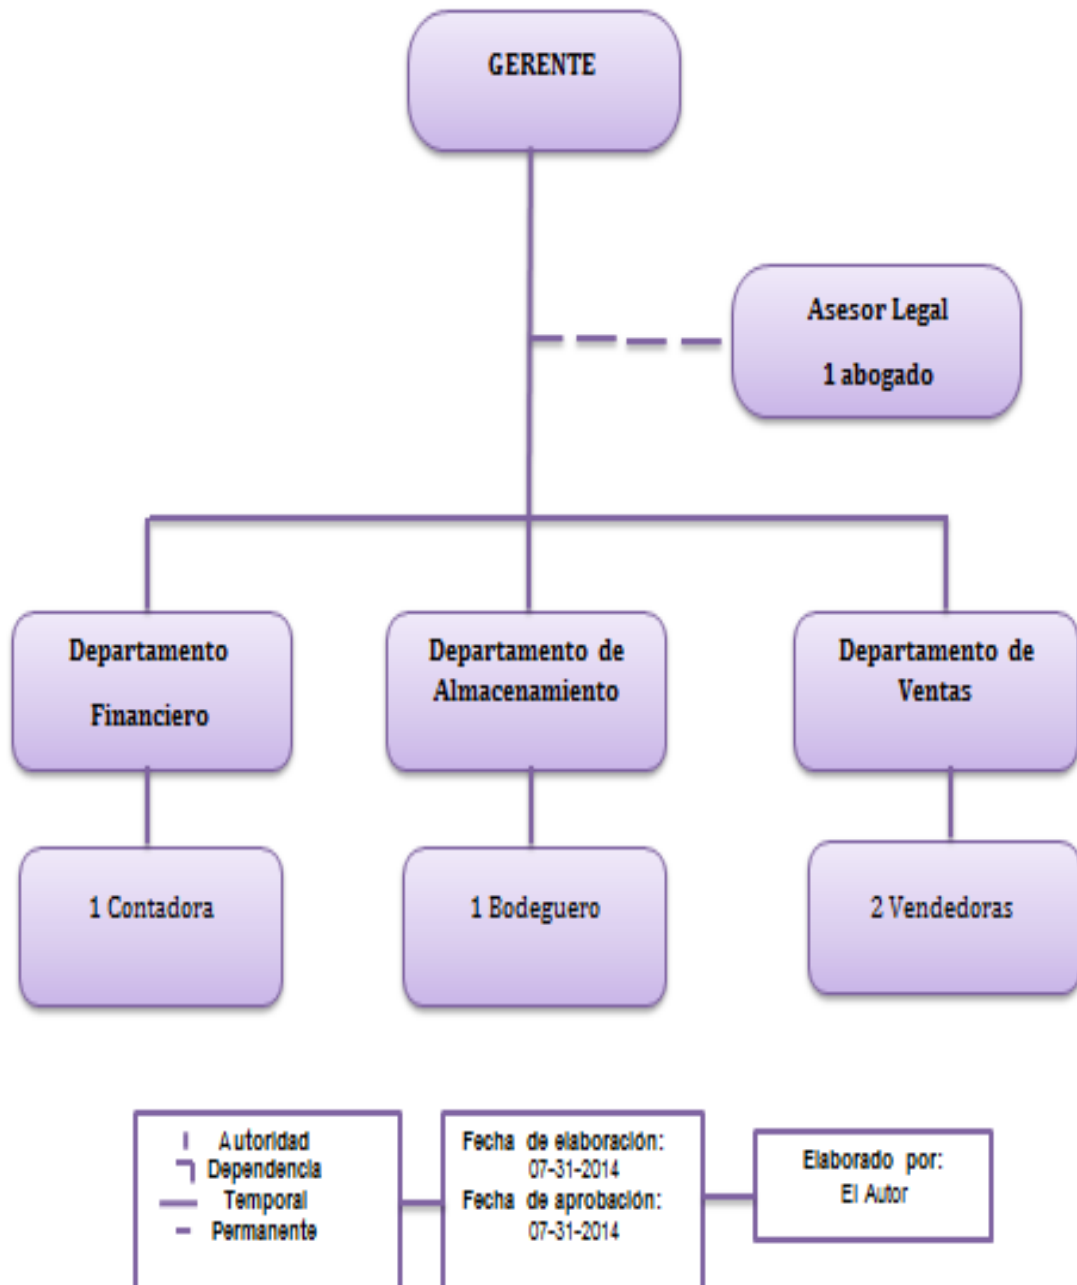 GERENTE
Asesor Legal
1 abogado
Departamento
Financiero
Departamento de
Almacenamiento
Departamento de
Ventas
1 Contadora
1 Bodeguero
2 Vendedoras
Autoridad
Dependencia
Temporal
Permanente
Fecha de elaboración:
07-31-2014
Fecha de aprobación:
07-31-2014
Elaborado por:
El Autor